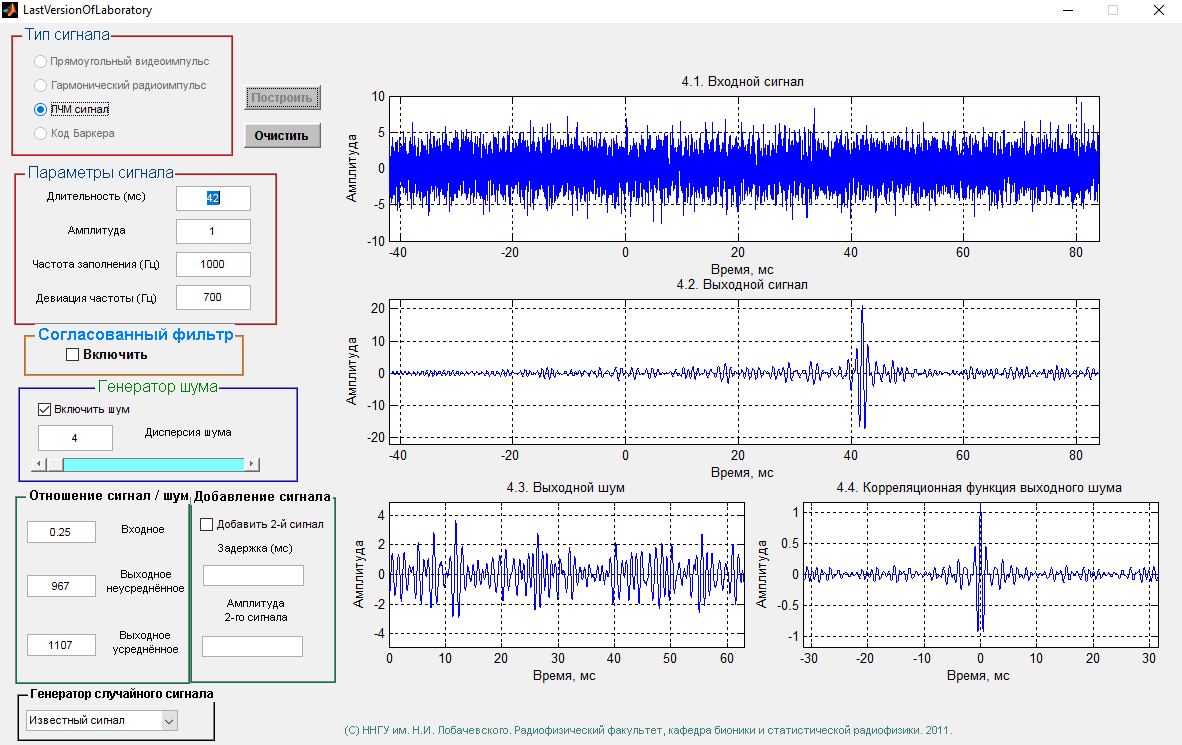 LastVersionOfLaboratory
Тип сигнала
Прямоугольный видеоимпульс
Гармонический радиоимпульс
ЛЧМ сигнал
Код Баркера
Построить
Очистить
Параметры сигнала
Длительность (мс)
42
Амплитуда
1
Частота заполнения (Гц)
1000
Девиация частоты (Гц)
700
Согласованный фильтр
Включить
Генератор шума
Включить шум
4
Дисперсия шума
Отношение сигнал / шум
0.25
Входное
967
Выходное
неусреднённое
1107
Выходное
усреднённое
Добавление сигнала
Добавить 2-й сигнал
Задержка (мс)
Амплитуда
2-го сигнала
Генератор случайного сигнала
Известный сигнал
4.1. Входной сигнал
Амплитуда
10
5
0
-5
-10
-40 -20 0 20 40 60 80
Время, мс
4.2. Выходной сигнал
Амплитуда
20
10
0
-10
-20
-40 -20 0 20 40 60 80
Время, мс
4.3. Выходной шум
Амплитуда
4
2
0
-2
-4
0 10 20 30 40 50 60
Время, мс
4.4. Корреляционная функция выходного шума
Амплитуда
1
0.5
0
-0.5
-1
-30 -20 -10 0 10 20 30
Время, мс
(С) ННГУ им. Н.И. Лобачевского. Радиофизический факультет, кафедра бионики и статистической радиофизики. 2011.